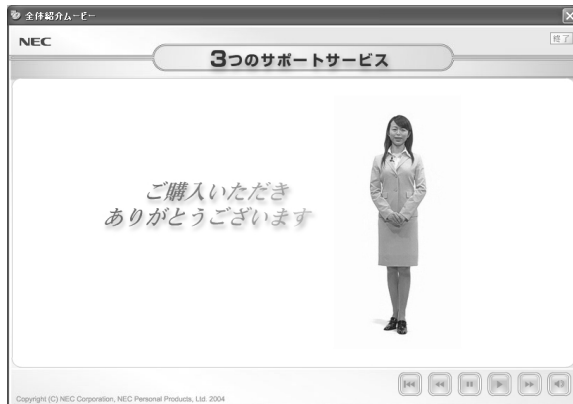 全体紹介ムービー
NEC
終了
3つのサポートサービス
ご購入いただき
ありがとうございます
Copyright (C) NEC Corporation, NEC Personal Products, Ltd. 2004